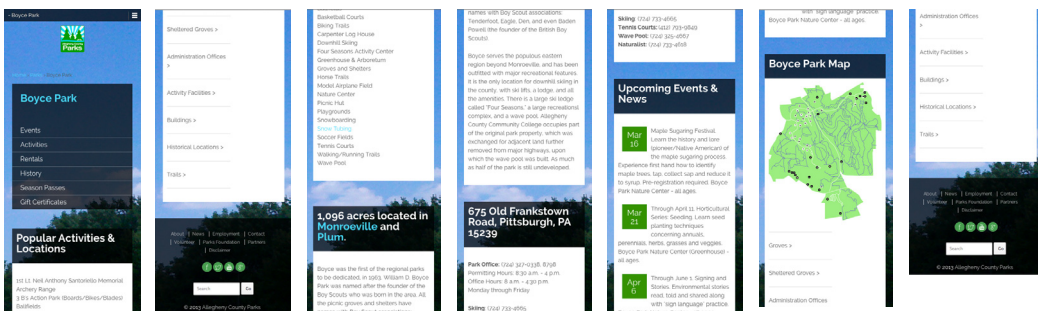 - Boyce Park
Allegheny County
Parks
Home Parks Boyce Park
Boyce Park
Events
Activities
Rentals
History
Season Passes
Gift Certificates
Popular Activities &
Locations
1st Lt. Neil Anthony Santoriello Memorial
Archery Range
3 B's Action Park (Boards/Bikes/Blades)
Ballfields
Sheltered Groves >
Administration Offices
>
Activity Facilities >
Buildings >
Historical Locations >
Trails >
About | News | Employment | Contact
| Volunteer | Parks Foundation | Partners
| Disclaimer
Search Go
© 2013 Allegheny County Parks
Basketball Courts
Biking Trails
Carpenter Log House
Downhill Skiing
Four Seasons Activity Center
Greenhouse & Arboretum
Groves and Shelters
Horse Trails
Model Airplane Field
Nature Center
Picnic Hut
Playgrounds
Snowboarding
Snow Tubing
Soccer Fields
Tennis Courts
Walking/Running Trails
Wave Pool
1,096 acres located in
Monroeville and
Plum.
Boyce was the first of the regional parks
to be dedicated, in 1963. William D. Boyce
Park was named after the founder of the
Boy Scouts who was born in the area. All
the picnic groves and shelters have
names with Boy Scout associations:
names with Boy Scout associations:
Tenderfoot, Eagle, Den, and even Baden
Powell (the founder of the British Boy
Scouts).
Boyce serves the populous eastern
region beyond Monroeville, and has been
outfitted with major recreational features.
It is the only location for downhill skiing in
the county, with ski lifts, a lodge, and all
the amenities. There is a large ski lodge
called "Four Seasons," a large recreational
complex, and a wave pool. Allegheny
County Community College occupies part
of the original park property, which was
exchanged for adjacent land further
removed from major highways, upon
which the wave pool was built. As much
as half of the park is still undeveloped.
675 Old Frankstown
Road, Pittsburgh, PA
15239
Park Office: (724) 327-0338, 8798
Permitting Hours: 8:30 a.m. - 4 p.m.
Office Hours: 8 a.m. - 4:30 p.m.
Monday through Friday
Skiing: (724) 733-4665
Skiing: (724) 733-4665
Tennis Courts: (412) 793-9849
Wave Pool: (724) 325-4667
Naturalist: (724) 733-4618
Upcoming Events &
News
Mar
16
Maple Sugaring Festival.
Learn the history and lore
(pioneer/Native American) of
the maple sugaring process.
Experience first hand how to identify
maple trees, tap, collect sap and reduce it
to syrup. Pre-registration required. Boyce
Park Nature Center - all ages.
Mar
21
Through April 11, Horticultural
Series: Seeding. Learn seed
planting techniques
concerning annuals,
perennials, herbs, grasses and veggies.
Boyce Park Nature Center (Greenhouse) -
all ages.
Apr
6
Through June 1, Signing and
Stories. Environmental stories
read, told and shared along
with 'sign language' practice.
with 'sign language' practice.
Boyce Park Nature Center - all ages.
Boyce Park Map
Groves >
Sheltered Groves >
Administration Offices
Administration Offices
>
Activity Facilities >
Buildings >
Historical Locations >
Trails >
About | News | Employment | Contact
| Volunteer | Parks Foundation | Partners
| Disclaimer
Search Go
© 2013 Allegheny County Parks